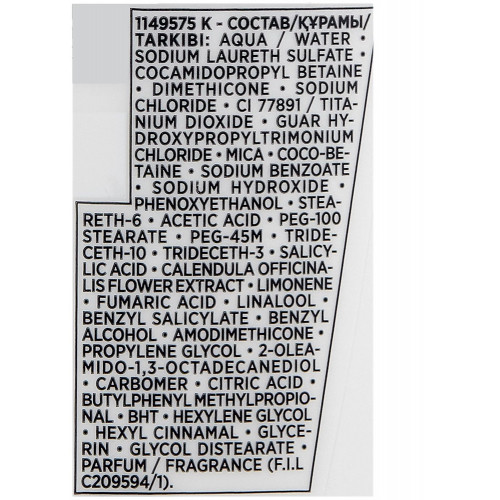 1149575 K - СОСТАВ/ҚҰРАМЫ/
TARKIBI: AQUA / WATER •
SODIUM LAURETH SULFATE •
COCAMIDOPROPYL BETAINE
• DIMETHICONE • SODIUM
CHLORIDE • CI 77891 / TITA-
NIUM DIOXIDE • GUAR HY-
DROXYPROPYLTRIMONIUM
CHLORIDE • MICA • COCO-BE-
TAINE • SODIUM BENZOATE
• SODIUM HYDROXIDE •
PHENOXYETHANOL • STEA-
RETH-6 • ACETIC ACID • PEG-100
STEARATE • PEG-45M • TRIDE-
CETH-10 • TRIDECETH-3 • SALICY-
LIC ACID • CALENDULA OFFICINA-
LIS FLOWER EXTRACT • LIMONENE
• FUMARIC ACID • LINALOOL •
BENZYL SALICYLATE • BENZYL
ALCOHOL • AMODIMETHICONE •
PROPYLENE GLYCOL • 2-OLEA-
MIDO-1,3-OCTADECANEDIOL
• CARBOMER • CITRIC ACID •
BUTYLPHENYL METHYLPROPIO-
NAL • BHT • HEXYLENE GLYCOL
• HEXYL CINNAMAL • GLYCE-
RIN • GLYCOL DISTEARATE •
PARFUM / FRAGRANCE (F.I.L
C209594/1).